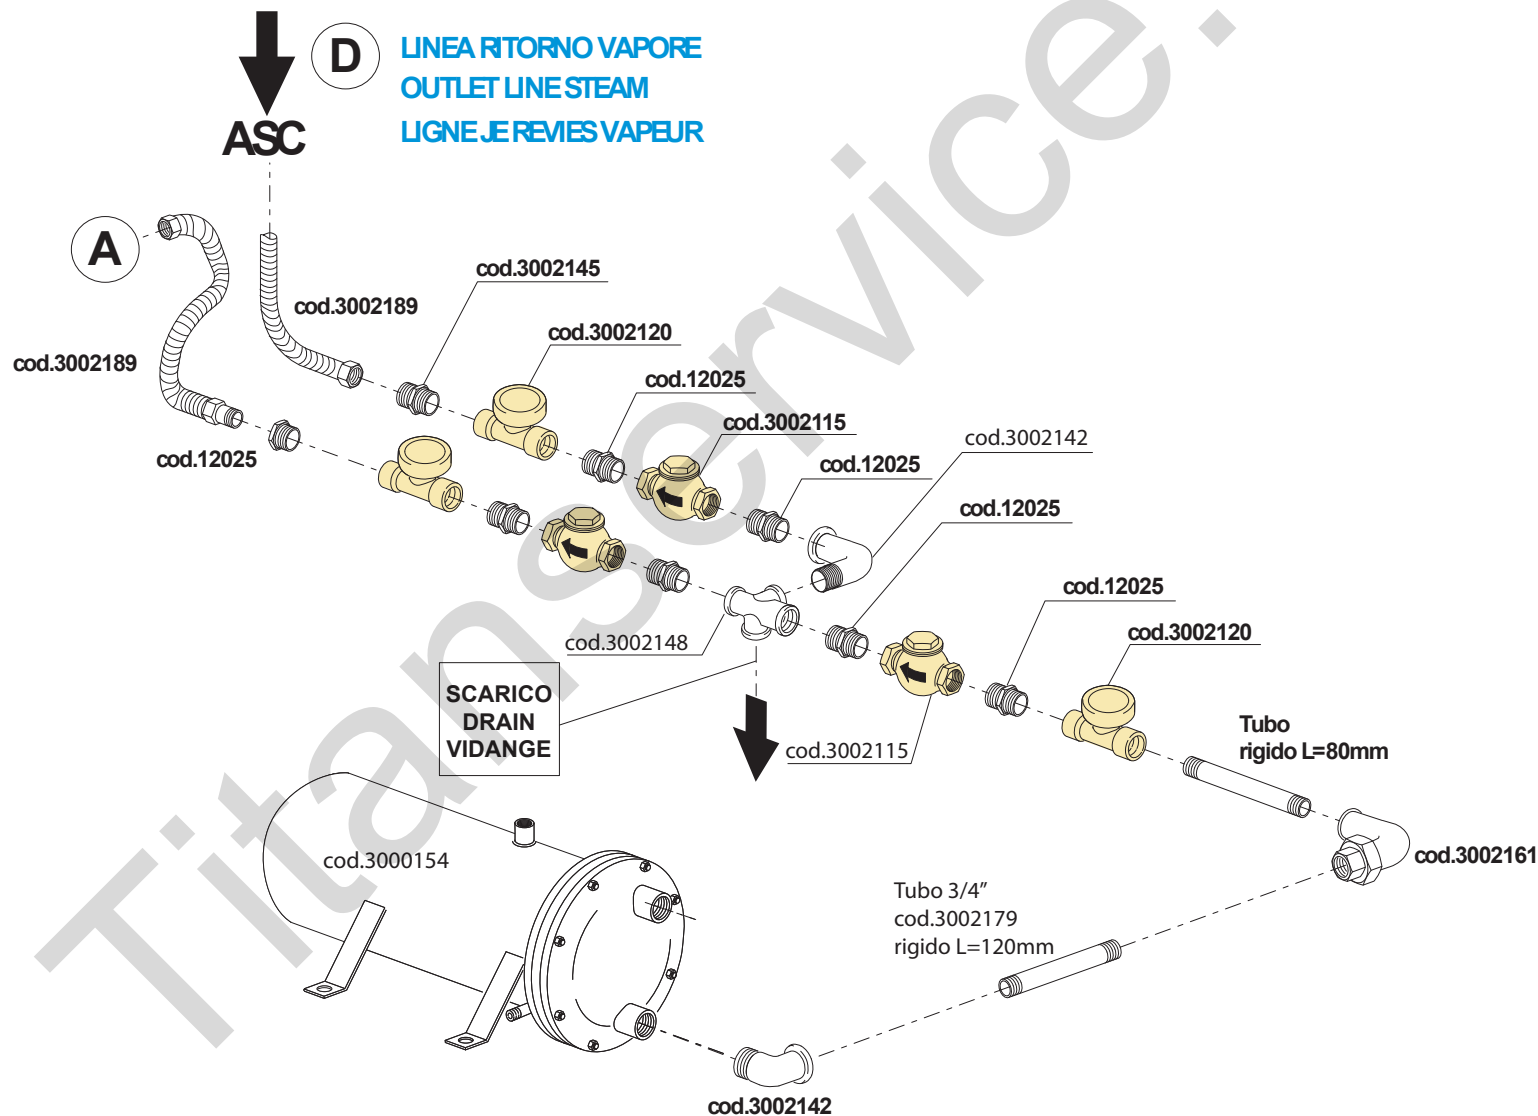 D
LINEA RITORNO VAPORE
OUTLET LINE STEAM
LIGNE JE REVIES VAPEUR
ASC
A
cod.3002145
cod.3002189
cod.3002120
cod.3002189
cod.12025
cod.3002115
cod.3002142
cod.12025
cod.12025
cod.12025
cod.12025
cod.3002120
cod.3002148
SCARICO
DRAIN
VIDANGE
cod.3002115
Tubo
rigido L=80mm
cod.3000154
cod.3002161
Tubo 3/4”
cod.3002179
rigido L=120mm
cod.3002142
Titanservice.